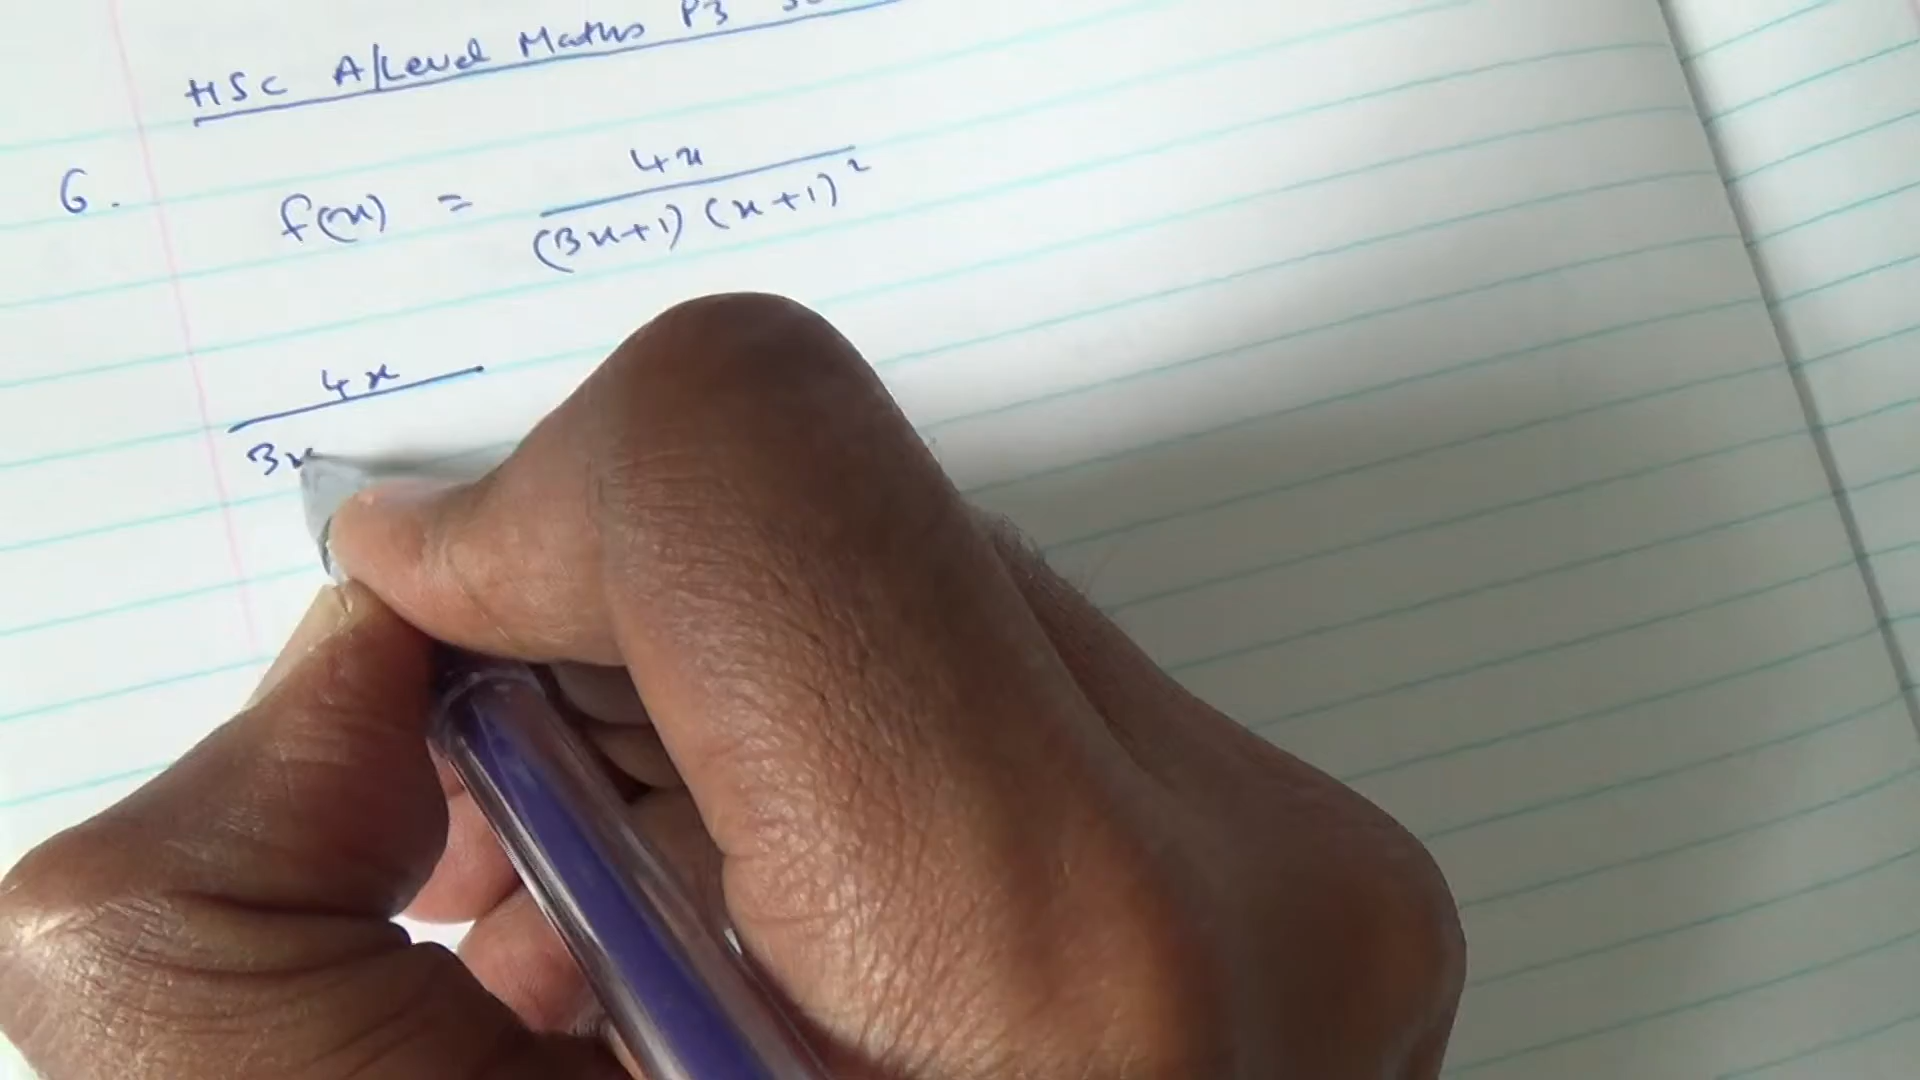 HSC A/Level Maths P3
6. f(x) = 4x / (3x+1)(x+1)²
4x / 3x